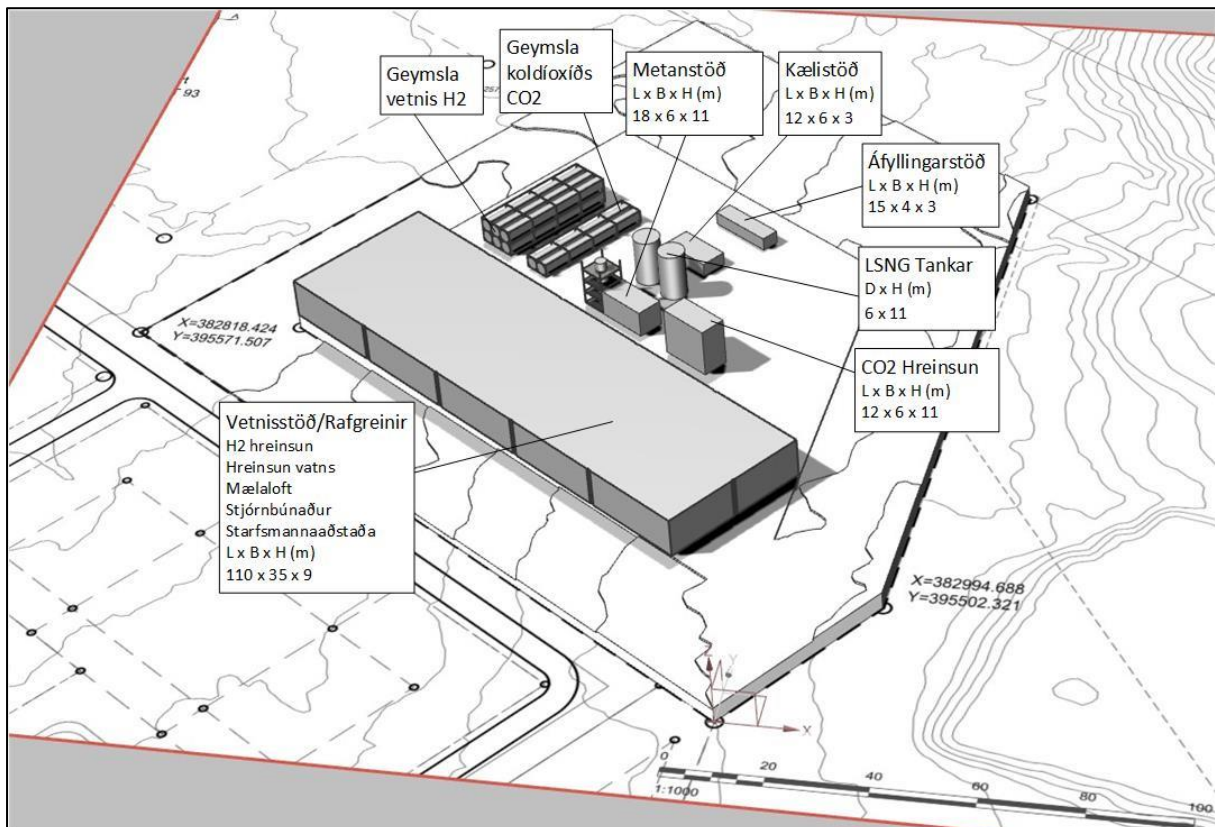 Geymsla
vetnis H2
Geymsla
koldíoxíðs
CO2
Metanstöð
L x B x H (m)
18 x 6 x 11
Kælistöð
L x B x H (m)
12 x 6 x 3
Áfyllingarstöð
L x B x H (m)
15 x 4 x 3
LSNG Tankar
D x H (m)
6 x 11
CO2 Hreinsun
L x B x H (m)
12 x 6 x 11
X=382818.424
Y=395571.507
Vetnisstöð/Rafgreinir
H2 hreinsun
Hreinsun vatns
Mælaloft
Stjórnbúnaður
Starfsmannaaðstaða
L x B x H (m)
110 x 35 x 9
X=382994.688
Y=395502.321
Z
Y
X
0 20 40 60 80 100
1:1000
93